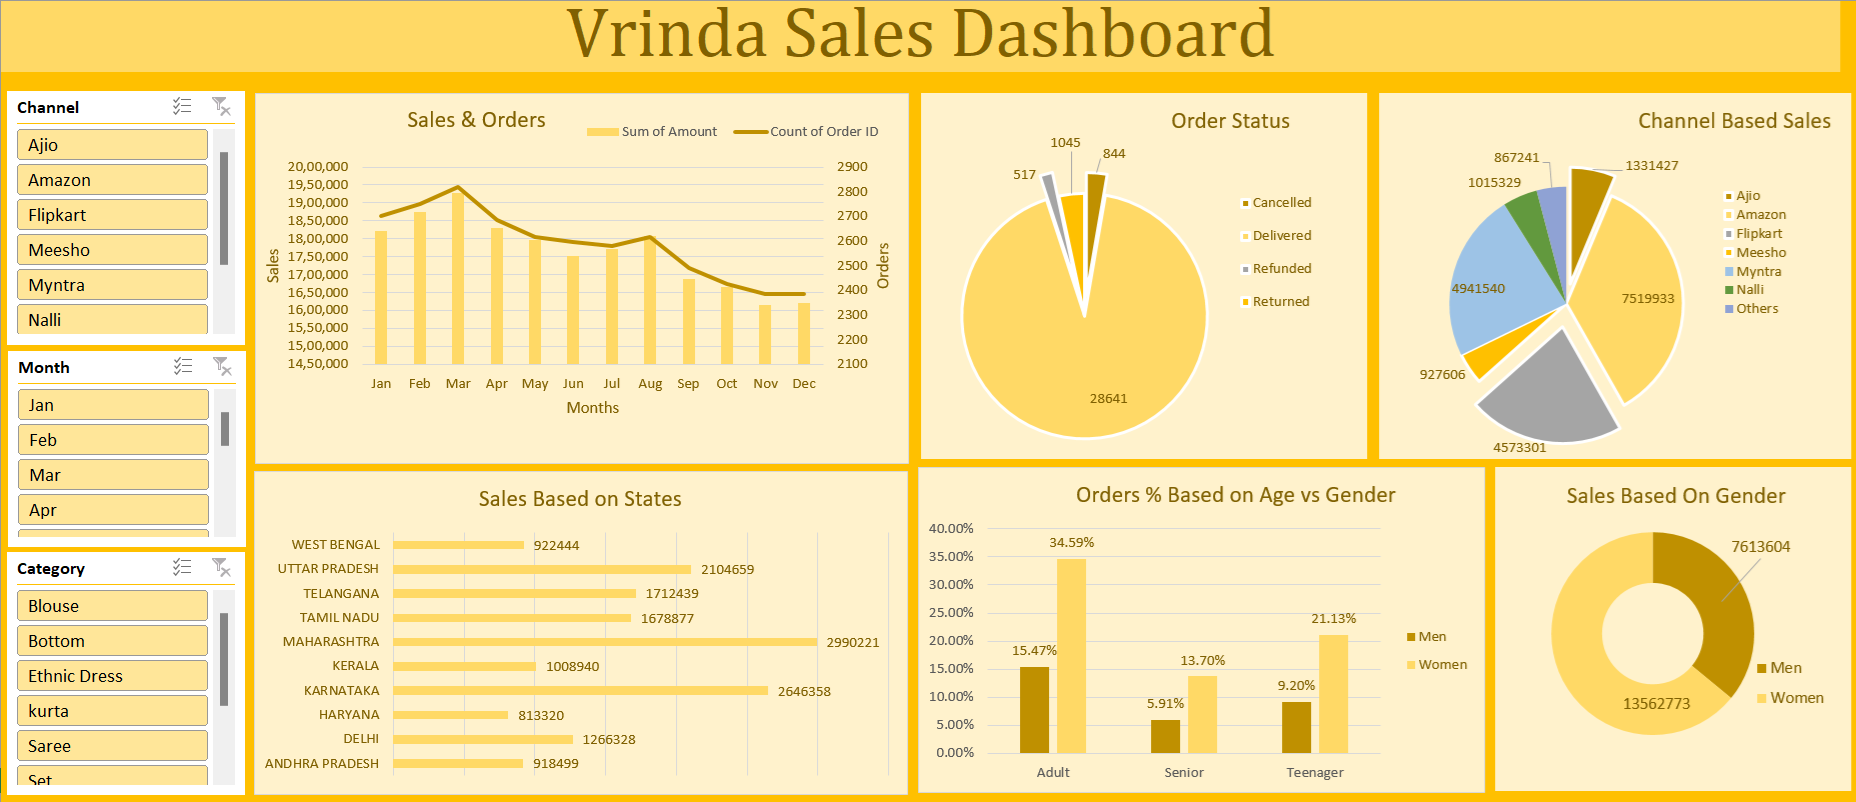 Vrinda Sales Dashboard
Channel
Ajio
Amazon
Flipkart
Meesho
Myntra
Nalli
Month
Jan
Feb
Mar
Apr
Category
Blouse
Bottom
Ethnic Dress
kurta
Saree
Set
Sales & Orders
Sum of Amount
Count of Order ID
20,00,000
19,50,000
19,00,000
18,50,000
18,00,000
17,50,000
17,00,000
16,50,000
16,00,000
15,50,000
15,00,000
14,50,000
Sales
2900
2800
2700
2600
2500
2400
2300
2200
2100
Orders
Jan Feb Mar Apr May Jun Jul Aug Sep Oct Nov Dec
Months
Order Status
517
1045
844
28641
Cancelled
Delivered
Refunded
Returned
Channel Based Sales
867241
1331427
1015329
4941540
7519933
927606
4573301
Ajio
Amazon
Flipkart
Meesho
Myntra
Nalli
Others
Sales Based on States
WEST BENGAL 922444
UTTAR PRADESH 2104659
TELANGANA 1712439
TAMIL NADU 1678877
MAHARASHTRA 2990221
KERALA 1008940
KARNATAKA 2646358
HARYANA 813320
DELHI 1266328
ANDHRA PRADESH 918499
Orders % Based on Age vs Gender
40.00%
35.00%
30.00%
25.00%
20.00%
15.00%
10.00%
5.00%
0.00%
15.47%
34.59%
5.91%
13.70%
9.20%
21.13%
Adult Senior Teenager
Men
Women
Sales Based On Gender
7613604
13562773
Men
Women